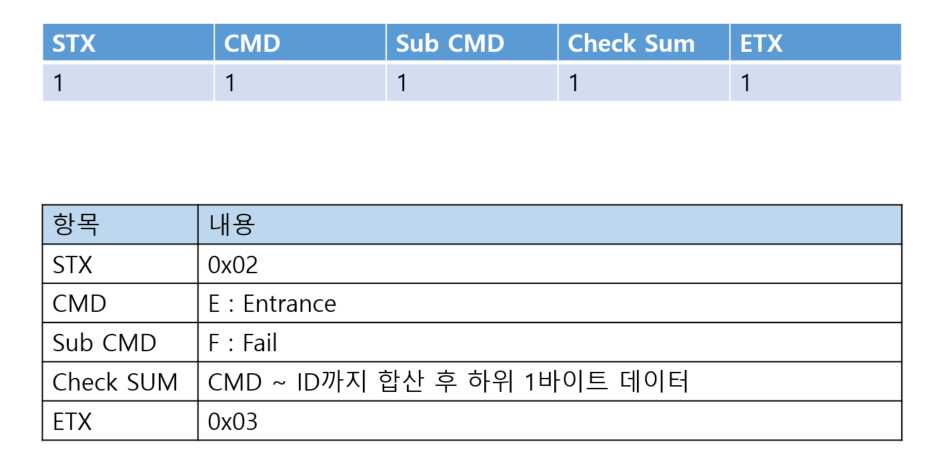 STX CMD Sub CMD Check Sum ETX
1 1 1 1 1
항목 내용
STX 0x02
CMD E : Entrance
Sub CMD F : Fail
Check SUM CMD ~ ID까지 합산 후 하위 1바이트 데이터
ETX 0x03